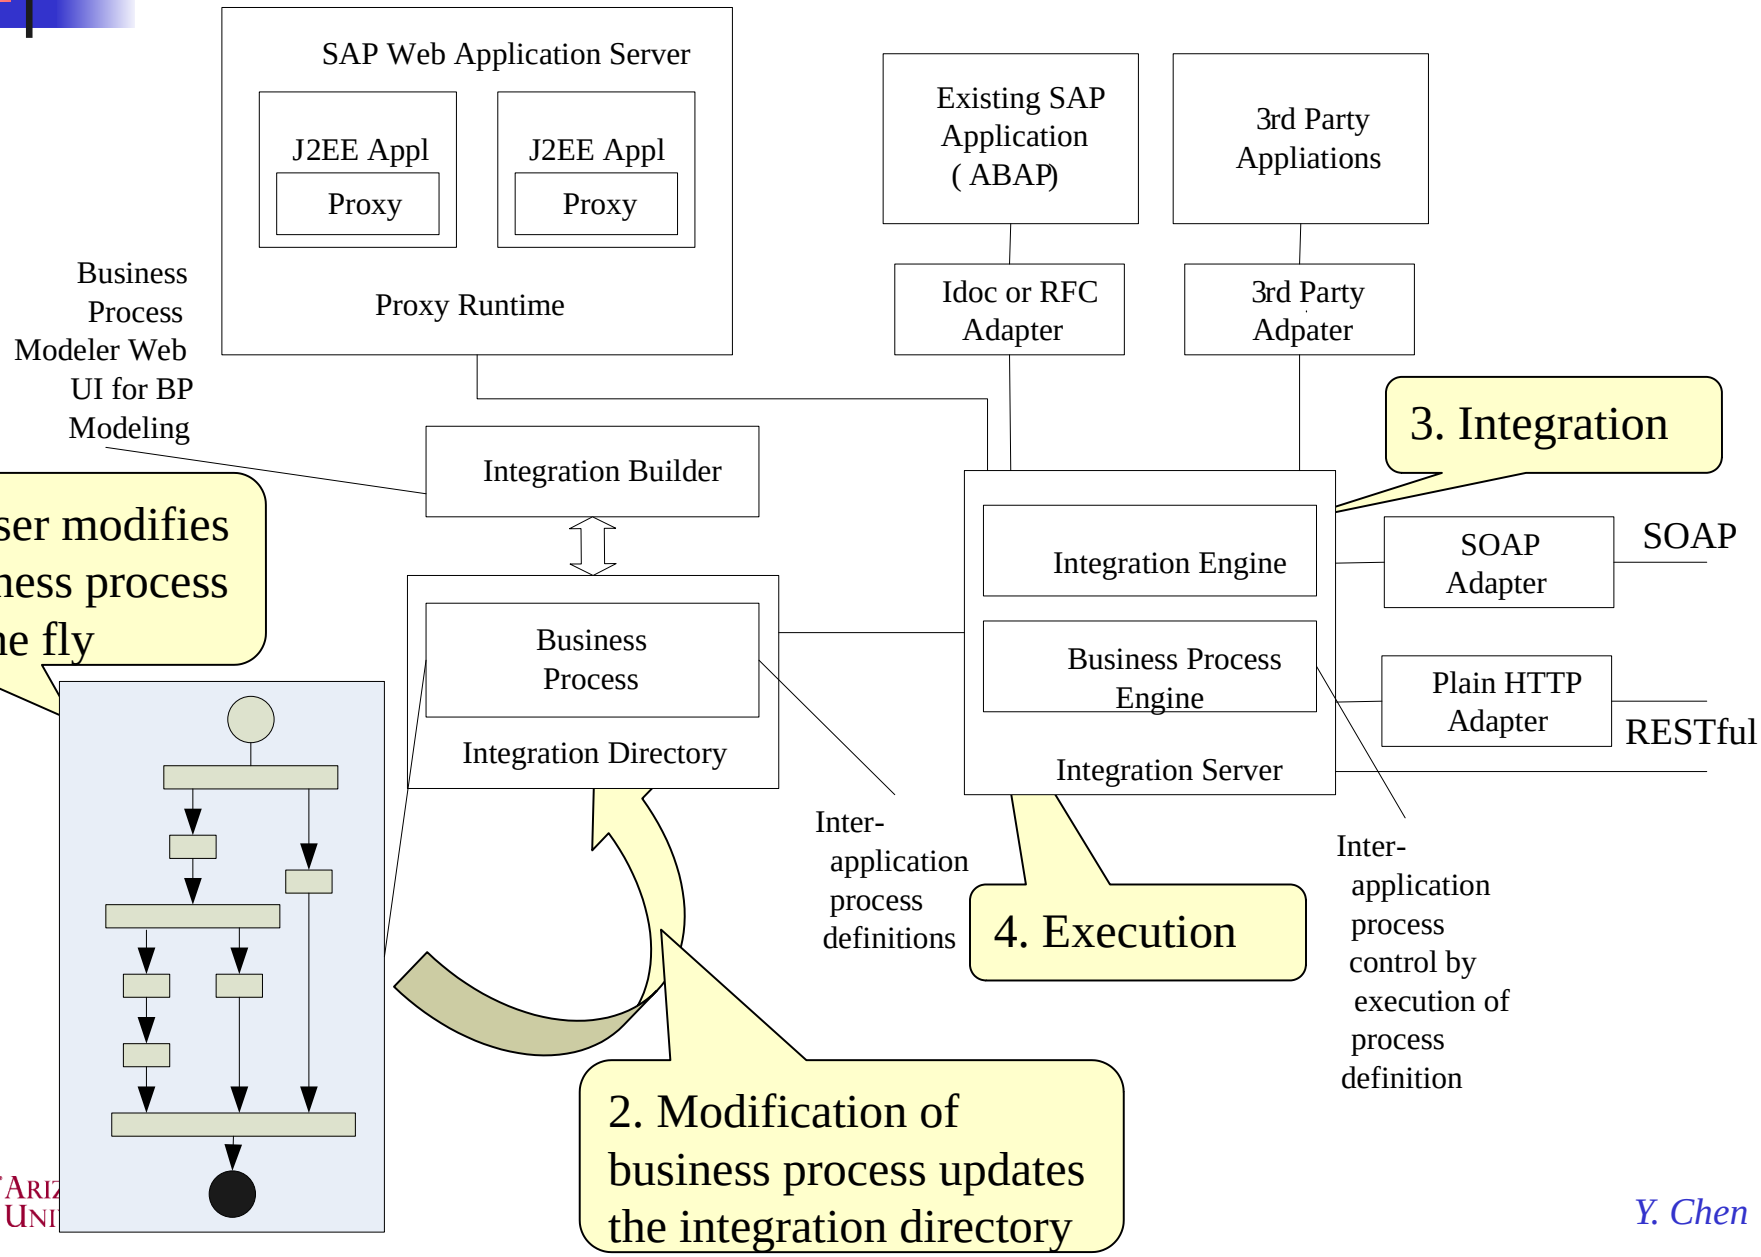 SAP Web Application Server
J2EE Appl
Proxy
J2EE Appl
Proxy
Proxy Runtime
Existing SAP
Application
( ABAP)
3rd Party
Appliations
Idoc or RFC
Adapter
3rd Party
Adpater
Business
Process
Modeler Web
UI for BP
Modeling
Integration Builder
3. Integration
ser modifies
ness process
ne fly
Business
Process
Integration Directory
Integration Engine
Business Process
Engine
Integration Server
SOAP
Adapter
SOAP
Plain HTTP
Adapter
RESTful
Inter-
application
process
definitions
4. Execution
Inter-
application
process
control by
execution of
process
definition
2. Modification of
business process updates
the integration directory
ARIZ
UNI
Y. Chen